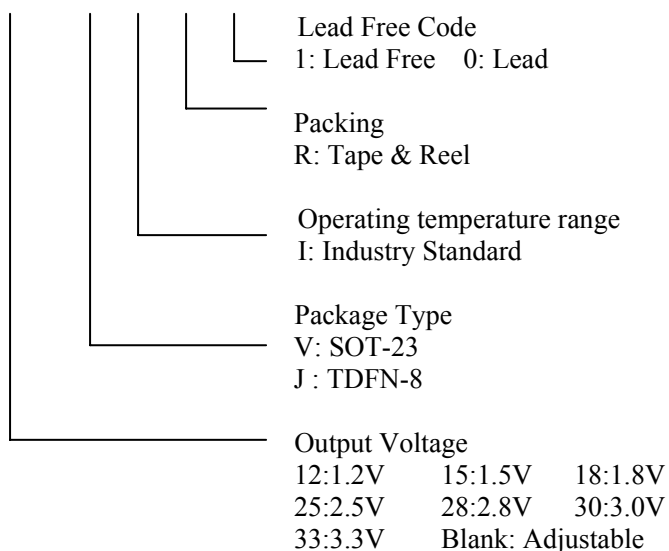 Lead Free Code
1: Lead Free 0: Lead
Packing
R: Tape & Reel
Operating temperature range
I: Industry Standard
Package Type
V: SOT-23
J : TDFN-8
Output Voltage
12:1.2V 15:1.5V 18:1.8V
25:2.5V 28:2.8V 30:3.0V
33:3.3V Blank: Adjustable